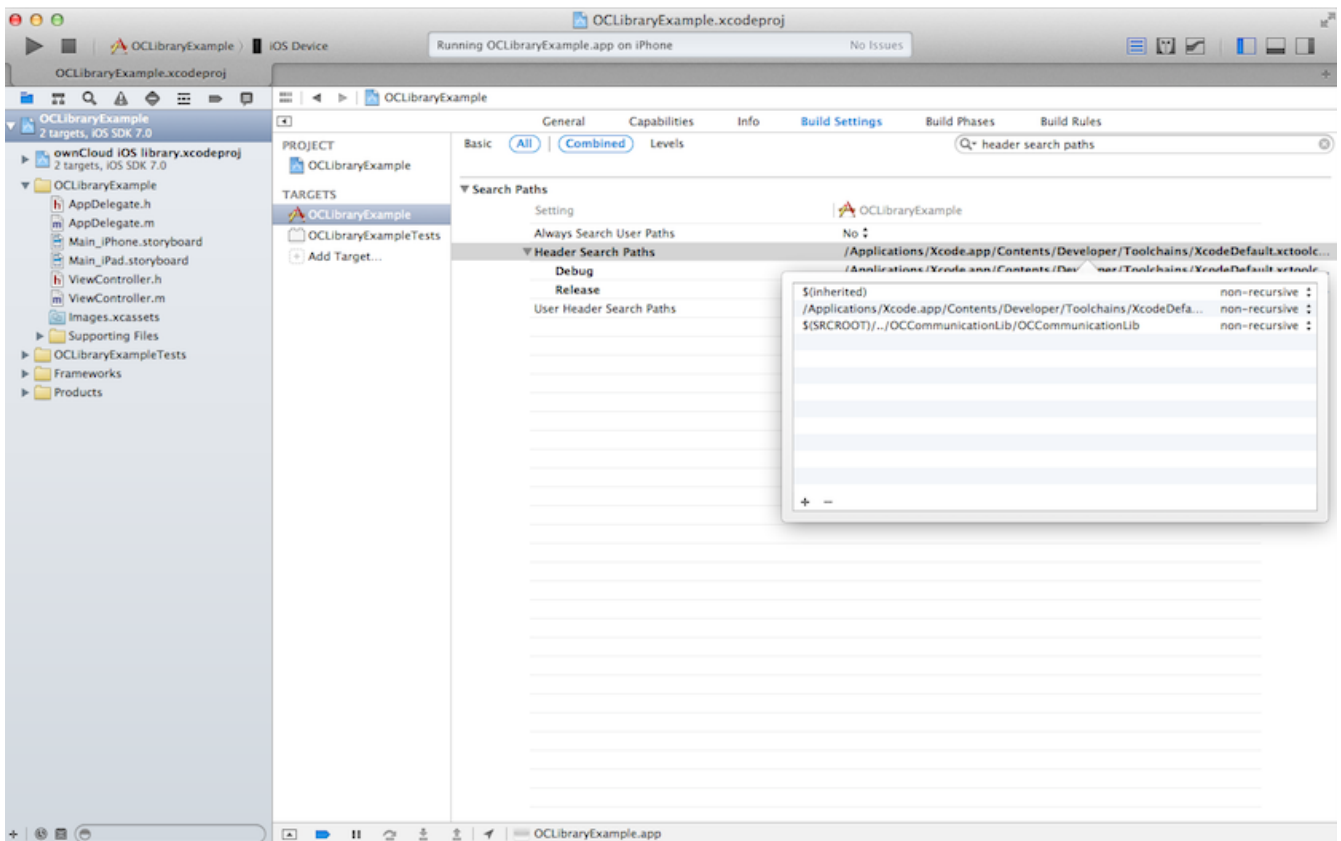 OCLibraryExample.xcodeproj
OCLibraryExample
iOS Device
Running OCLibraryExample.app on iPhone
No Issues
OCLibraryExample.xcodeproj
OCLibraryExample
2 targets, iOS SDK 7.0
ownCloud iOS library.xcodeproj
2 targets, iOS SDK 7.0
OCLibraryExample
h AppDelegate.h
m AppDelegate.m
Main_iPhone.storyboard
Main_iPad.storyboard
h ViewController.h
m ViewController.m
Images.xcassets
Supporting Files
OCLibraryExampleTests
Frameworks
Products
OCLibraryExample
General Capabilities Info Build Settings Build Phases Build Rules
PROJECT
OCLibraryExample
TARGETS
OCLibraryExample
OCLibraryExampleTests
Add Target...
Basic All Combined Levels
header search paths
Search Paths
Setting OCLibraryExample
Always Search User Paths No
Header Search Paths /Applications/Xcode.app/Contents/Developer/Toolchains/XcodeDefault.xctoolc...
Debug
Release
User Header Search Paths
$(inherited) non-recursive
/Applications/Xcode.app/Contents/Developer/Toolchains/XcodeDefa... non-recursive
$(SRCROOT)/../OCCommunicationLib/OCCommunicationLib non-recursive
OCLibraryExample.app